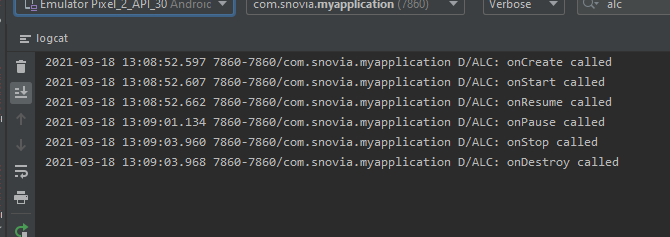 Emulator Pixel_2_API_30 Android
com.snovia.myapplication (7860)
Verbose
alc
logcat
2021-03-18 13:08:52.597 7860-7860/com.snovia.myapplication D/ALC: onCreate called
2021-03-18 13:08:52.607 7860-7860/com.snovia.myapplication D/ALC: onStart called
2021-03-18 13:08:52.662 7860-7860/com.snovia.myapplication D/ALC: onResume called
2021-03-18 13:09:01.134 7860-7860/com.snovia.myapplication D/ALC: onPause called
2021-03-18 13:09:03.960 7860-7860/com.snovia.myapplication D/ALC: onStop called
2021-03-18 13:09:03.968 7860-7860/com.snovia.myapplication D/ALC: onDestroy called